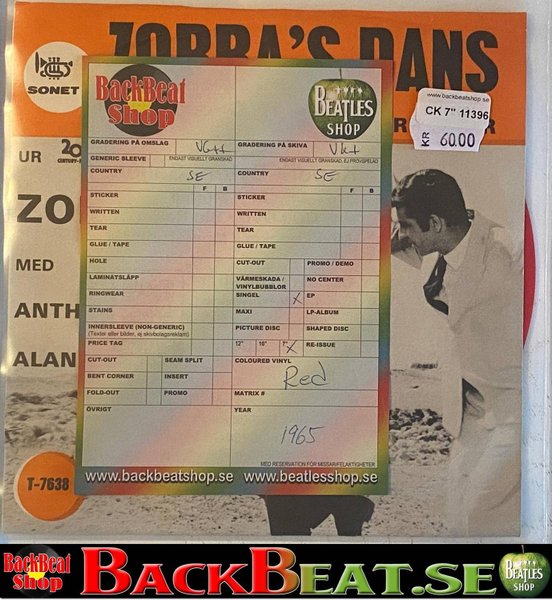 ZORBA'S DANS
SONET
www.backbeatshop.se
CK 7" 11396
KR 60.00
UR 20
CENTURY-
ZO
MED
ANTH
ALAN
T-7638
BackBeat
Shop
BEATLES
SHOP
GRADERING PÅ OMSLAG VG++ GRADERING PÅ SKIVA
GENERIC SLEEVE ENDAST VISUELLT GRANSKAD ENDAST VISUELLT GRANSKAD, EJ PROVSPELAD
COUNTRY SE COUNTRY SE
F B F B
STICKER STICKER
WRITTEN WRITTEN
TEAR TEAR
GLUE / TAPE GLUE / TAPE
HOLE CUT-OUT PROMO / DEMO
LAMINATSLÄPP VÄRMESKADA / VINYLBUBBLOR NO CENTER
RINGWEAR SINGEL X EP
STAINS MAXI LP-ALBUM
INNERSLEEVE (NON-GENERIC) PICTURE DISC SHAPED DISC
(Texter eller bilder, ej skivbolagsreklam)
PRICE TAG 12" 10" 7" X RE-ISSUE
CUT-OUT SEAM SPLIT COLOURED VINYL
BENT CORNER INSERT Red
FOLD-OUT PROMO MATRIX #
ÖVRIGT YEAR
1965
MED RESERVATION FÖR MISSAR/FELAKTIGHETER
www.backbeatshop.se www.beatlesshop.se
BackBeat
Shop
BACKBEAT.SE
BEATLES
SHOP